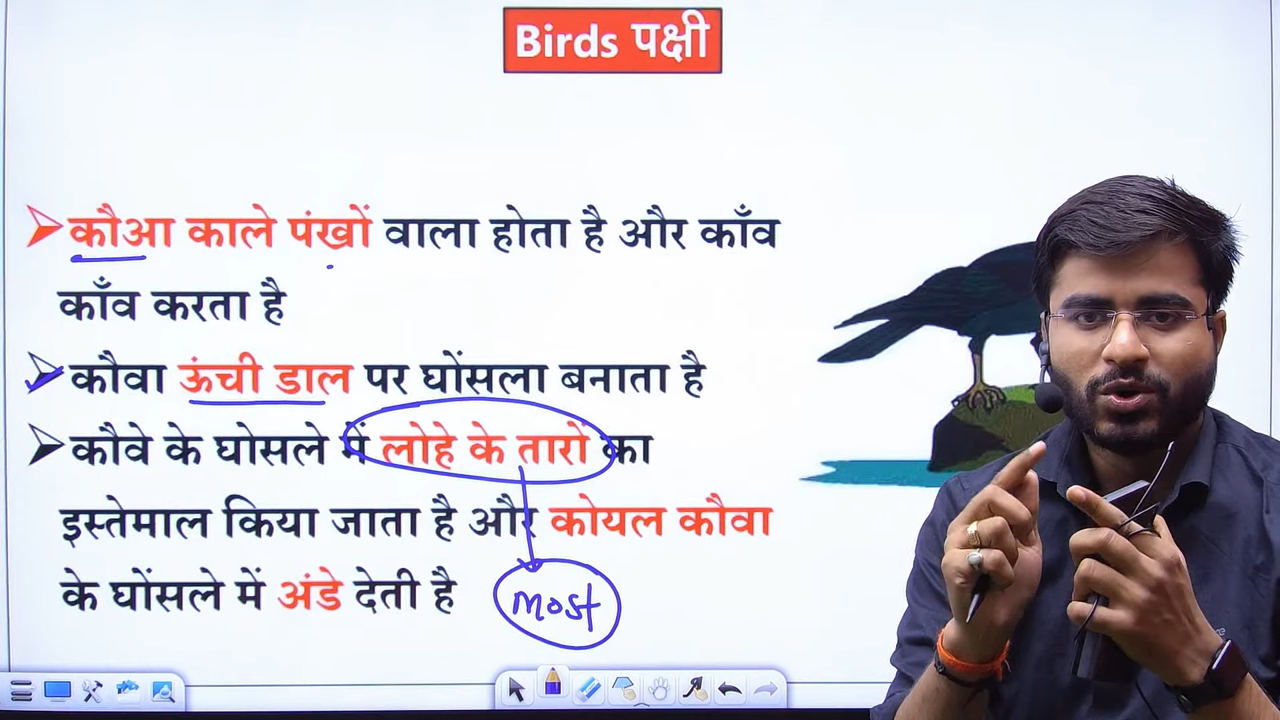 Birds पक्षी
कौआ काले पंखों वाला होता है और काँव
काँव करता है
कौवा ऊंची डाल पर घोंसला बनाता है
कौवे के घोसले में लोहे के तारों का
इस्तेमाल किया जाता है और कोयल कौवा
के घोंसले में अंडे देती है
most